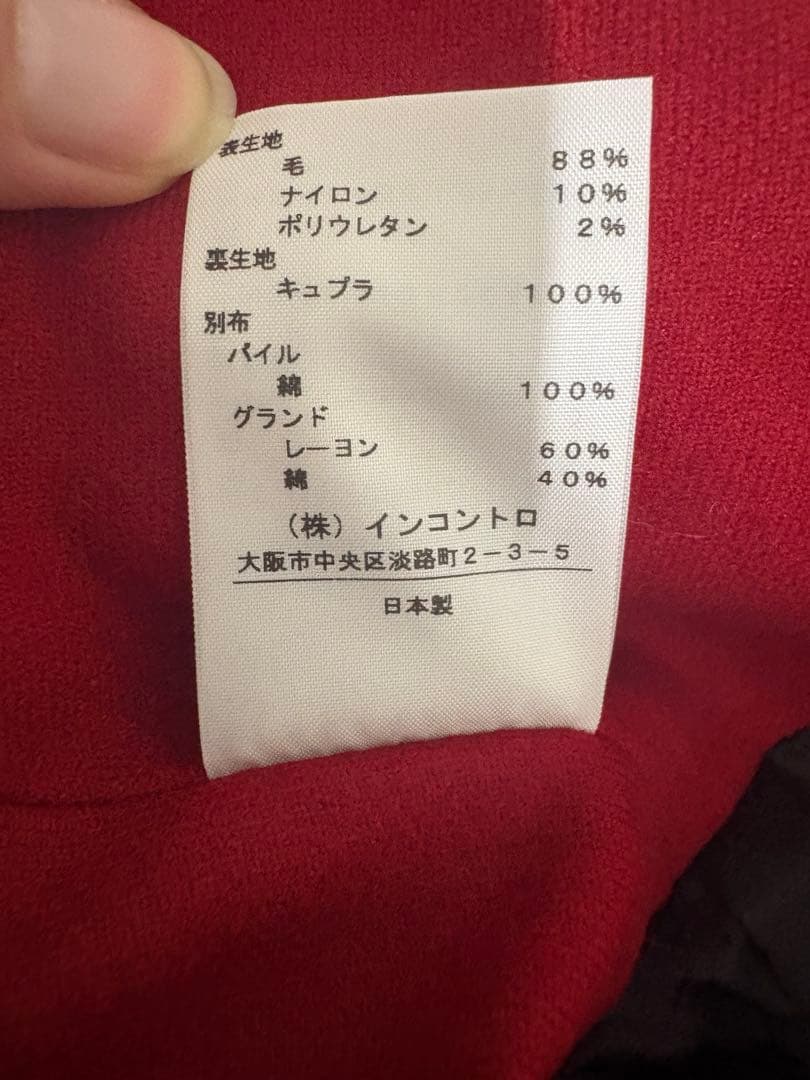 表生地
毛 88%
ナイロン 10%
ポリウレタン 2%
裏生地
キュプラ 100%
別布
パイル
綿 100%
グランド
レーヨン 60%
綿 40%
（株）インコントロ
大阪市中央区淡路町2-3-5
日本製